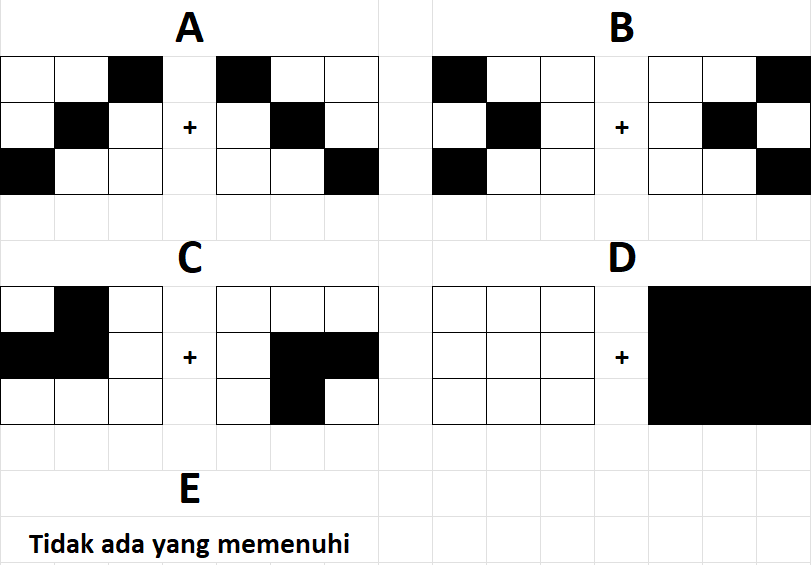 A B
+ +
C D
+ +
E
Tidak ada yang memenuhi